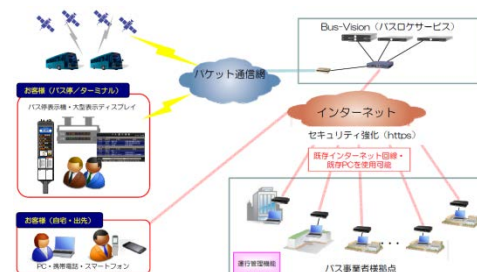 Bus-Vision（バスロケサービス）
パケット通信網
お客様（バス停／ターミナル）
バス停表示機・大型表示ディスプレイ
インターネット
セキュリティ強化（https）
既存インターネット回線・
既存PCを使用可能
お客様（自宅・出先）
PC・携帯電話・スマートフォン
運行管理機能
バス事業者様拠点